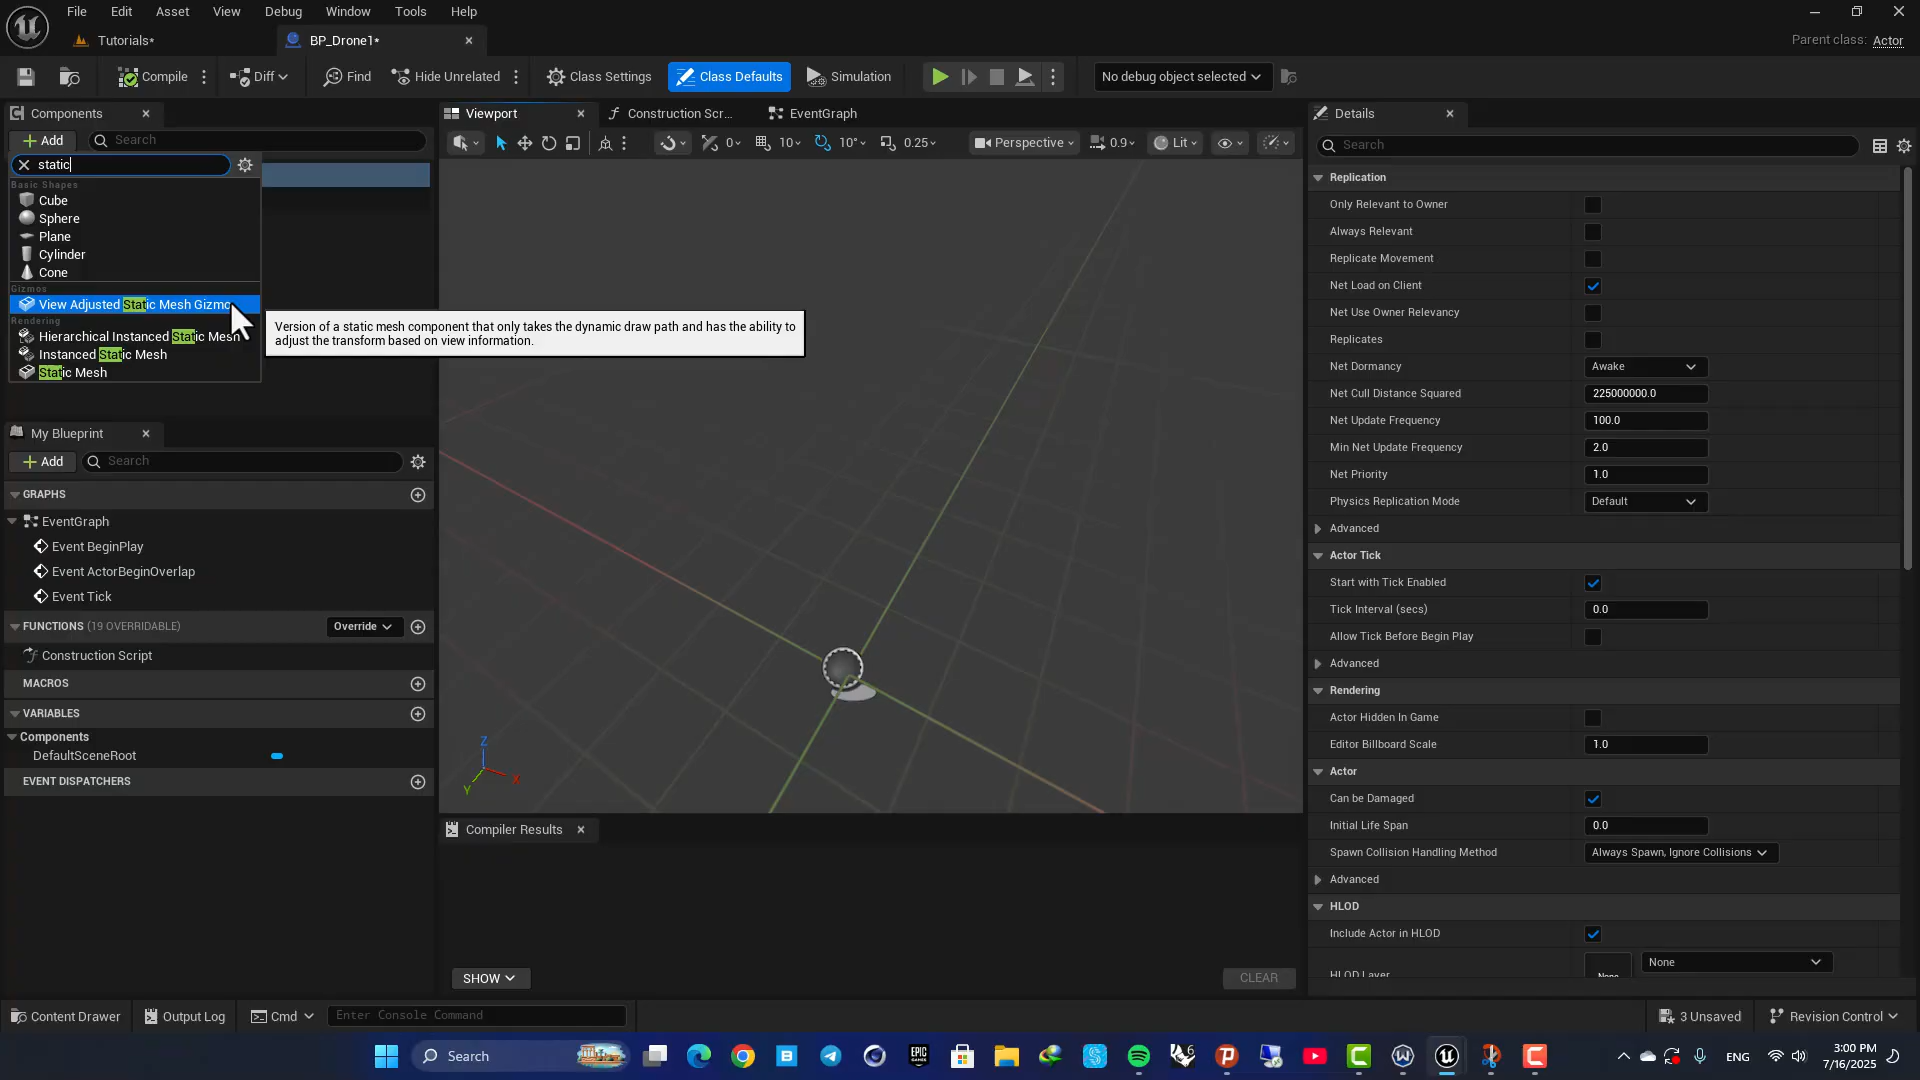 File Edit Asset View Debug Window Tools Help
Tutorials* BP_Drone1*
Parent class: Actor
Compile Diff Find Hide Unrelated Class Settings Class Defaults Simulation No debug object selected
Components Viewport Construction Scr... EventGraph Details
Add Search 0 10 10° 0.25 Perspective 0.9 Lit Search
static
Basic Shapes
Cube
Sphere
Plane
Cylinder
Cone
Gizmos
View Adjusted Static Mesh Gizmo
Rendering
Hierarchical Instanced Static Mesh
Instanced Static Mesh
Static Mesh
Version of a static mesh component that only takes the dynamic draw path and has the ability to
adjust the transform based on view information.
My Blueprint
Add Search
GRAPHS
EventGraph
Event BeginPlay
Event ActorBeginOverlap
Event Tick
FUNCTIONS (19 OVERRIDABLE) Override
Construction Script
MACROS
VARIABLES
Components
DefaultSceneRoot
EVENT DISPATCHERS
Z
X
Y
Compiler Results
SHOW CLEAR
Replication
Only Relevant to Owner
Always Relevant
Replicate Movement
Net Load on Client
Net Use Owner Relevancy
Replicates
Net Dormancy Awake
Net Cull Distance Squared 225000000.0
Net Update Frequency 100.0
Min Net Update Frequency 2.0
Net Priority 1.0
Physics Replication Mode Default
Advanced
Actor Tick
Start with Tick Enabled
Tick Interval (secs) 0.0
Allow Tick Before Begin Play
Advanced
Rendering
Actor Hidden In Game
Editor Billboard Scale 1.0
Actor
Can be Damaged
Initial Life Span 0.0
Spawn Collision Handling Method Always Spawn, Ignore Collisions
Advanced
HLOD
Include Actor in HLOD
HLOD Layer None None
Content Drawer Output Log Cmd Enter Console Command 3 Unsaved Revision Control
Search EPIC GAMES ENG 3:00 PM
7/16/2025